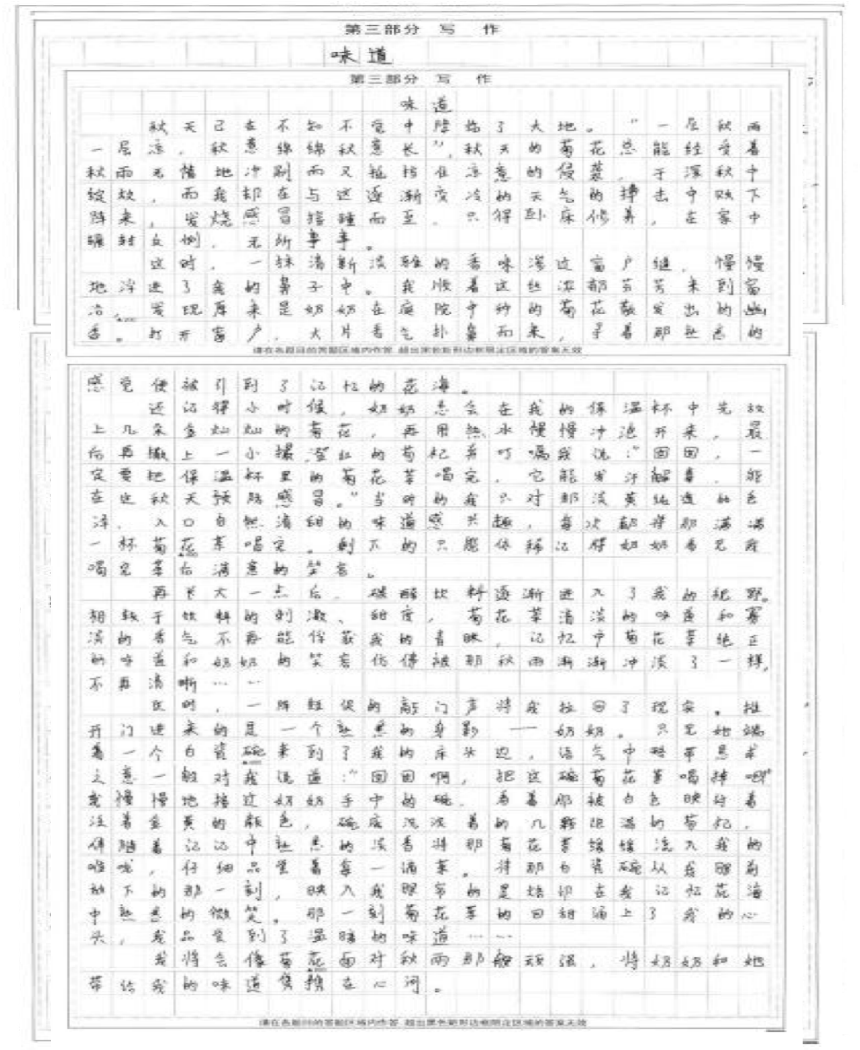 第三部分 写 作
味道
第三部分 写 作
味道
秋天已在不知不觉中降临了大地。"一层秋雨
一层凉,秋意绵绵秋意长",秋天的菊花总能经受着
秋雨无情地冲刷而又抵挡住凉意的侵袭,于深秋中
绽放,而我却在与这逐渐变冷的天气的搏击中败下
阵来,发烧感冒接踵而至,只得卧床修养,在家中
辗转反侧,无所事事。
这时,一抹清新淡雅的香味渗过窗户缝,慢慢
地浮进了我的鼻子中。我顺着这丝浓郁芬芳来到窗
沿,发现原来是奶奶在庭院中种的菊花散发出的幽
香。打开窗户,大片香气扑鼻而来,寻着那熟悉的
请在各题目的答题区域内作答,超出黑色矩形边框限定区域的答案无效
感觉便被引到了记忆的花海。
还记得小时候,奶奶总会在我的保温杯中先放
上几朵金灿灿的菊花,再用热水慢慢冲泡开来,最
后再撒上一小撮澄红的枸杞并叮嘱我说:"囡囡,一
定要把保温杯里的菊花茶喝完,它能发汗解毒,能
在这秋天预防感冒。"当时的我只对那淡黄纯透的色
泽,入口自然清甜的味道感兴趣,每次都将那满满
一杯菊花茶喝完。剩下的只能依稀记得奶奶看见我
喝完茶后满意的笑容。
再长大一点后,碳酸饮料逐渐进入了我的视野。
相较于饮料的刺激、甜度,菊花茶清淡的味道和寡
淡的香气不再能俘获我的青睐,记忆中菊花茶纯正
的味道和奶奶的笑容仿佛被那秋雨渐渐冲淡了一样,
不再清晰……
这时,一阵短促的敲门声将我拉回了现实。推
开门进来的是一个熟悉的身影——奶奶。只见她端
着一个白瓷碗来到了我的床头边,语气中略带恳求
之意一般对我说道:"囡囡啊,把这碗菊花茶喝掉吧"
我慢慢地接过奶奶手中的碗,看着那被白色映衬着
泛着金黄的颜色,碗底沉淀着的几颗饱满的枸杞,
伴随着记忆中熟悉的淡香将那菊花茶缓缓流入我的
喉咙,仔细品尝着每一滴茶。待那白瓷碗从我眼前
放下的那一刻,映入我眼帘的是烙印在我记忆花海
中熟悉的微笑。那一刻菊花茶的回甜涌上了我的心
头,我品尝到了温暖的味道……
我将会像菊花面对秋雨那般顽强,将奶奶和她
带给我的味道携在心间。
请在各题目的答题区域内作答,超出黑色矩形边框限定区域的答案无效